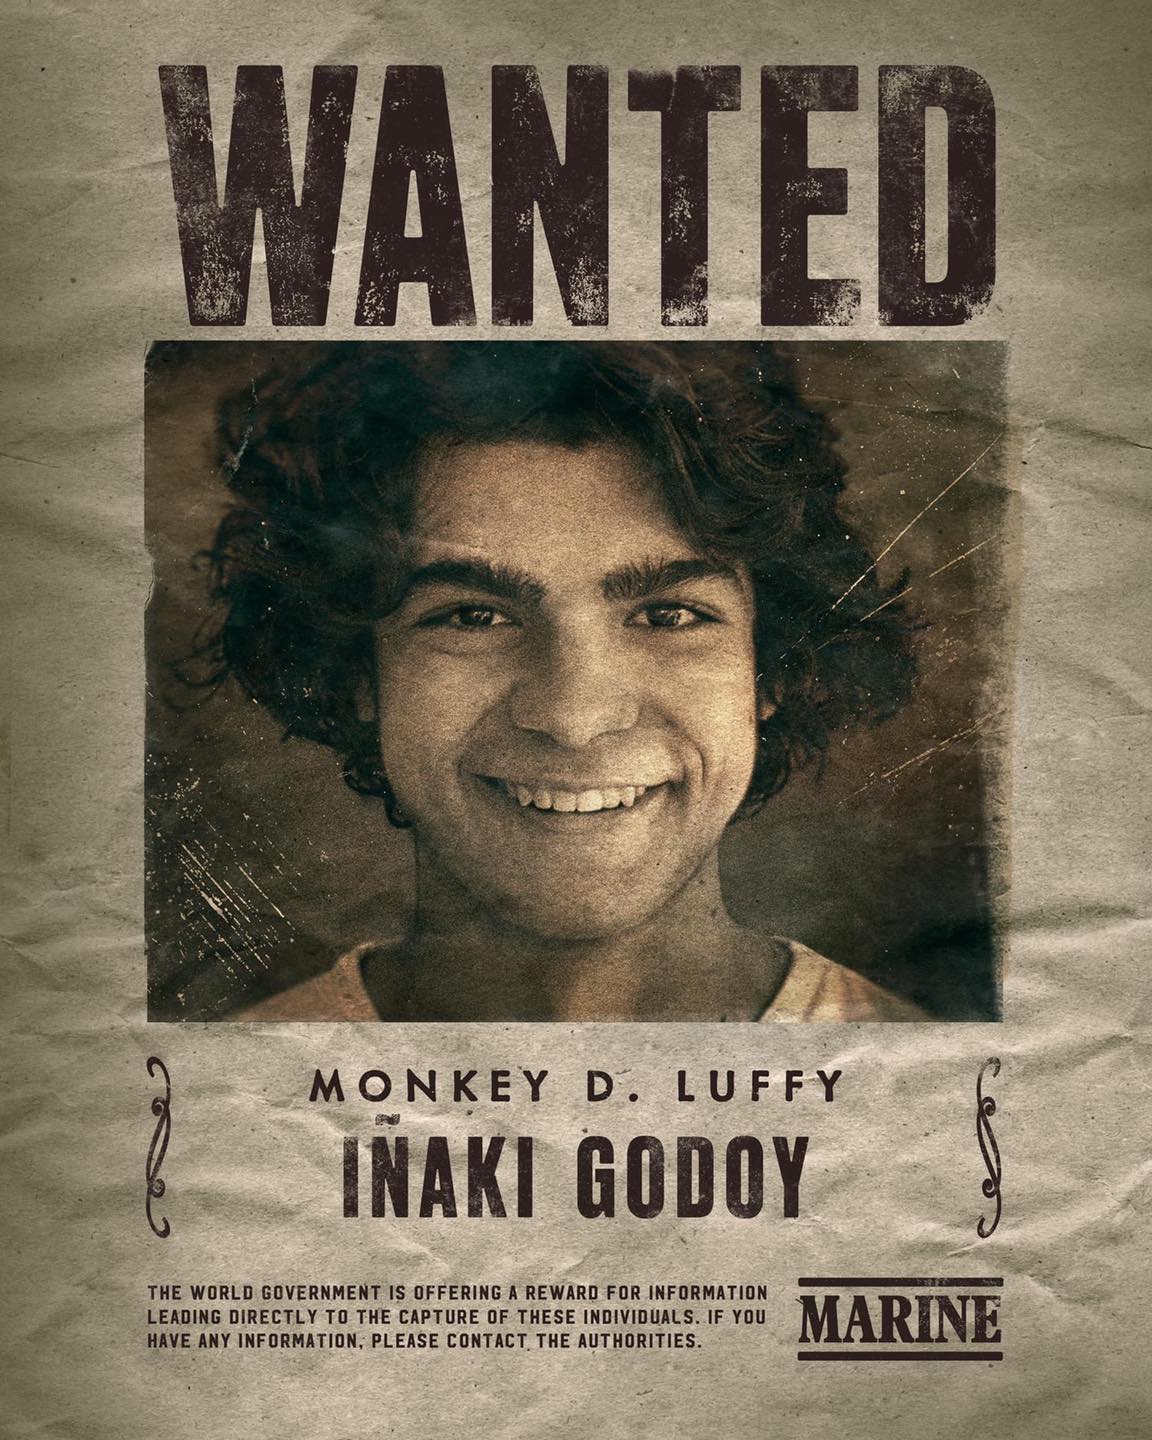 WANTED
MONKEY D. LUFFY
IÑAKI GODOY
THE WORLD GOVERNMENT IS OFFERING A REWARD FOR INFORMATION
LEADING DIRECTLY TO THE CAPTURE OF THESE INDIVIDUALS. IF YOU
HAVE ANY INFORMATION, PLEASE CONTACT THE AUTHORITIES.
MARINE